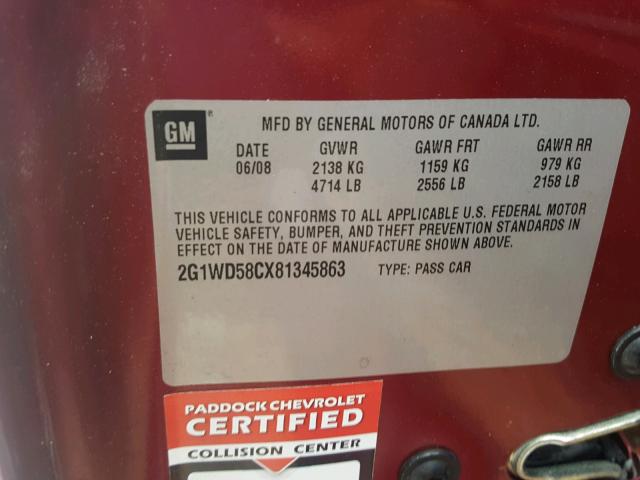 GM®
MFD BY GENERAL MOTORS OF CANADA LTD.
DATE GVWR GAWR FRT GAWR RR
06/08 2138 KG 1159 KG 979 KG
4714 LB 2556 LB 2158 LB
THIS VEHICLE CONFORMS TO ALL APPLICABLE U.S. FEDERAL MOTOR
VEHICLE SAFETY, BUMPER, AND THEFT PREVENTION STANDARDS IN
EFFECT ON THE DATE OF MANUFACTURE SHOWN ABOVE.
2G1WD58CX81345863 TYPE: PASS CAR
PADDOCK CHEVROLET
CERTIFIED
COLLISION CENTER